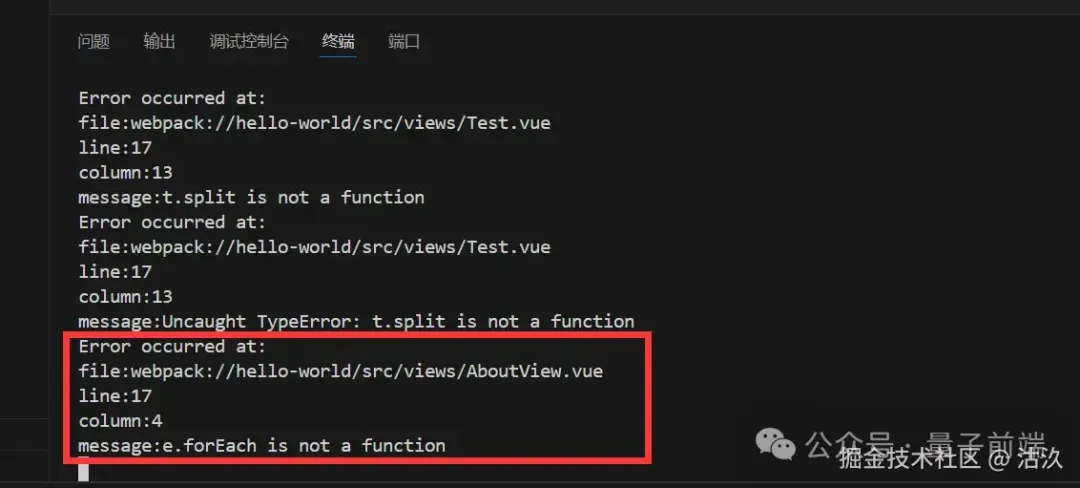 问题 输出 调试控制台 终端 端口
Error occurred at:
file:webpack://hello-world/src/views/Test.vue
line:17
column:13
message:t.split is not a function
Error occurred at:
file:webpack://hello-world/src/views/Test.vue
line:17
column:13
message:Uncaught TypeError: t.split is not a function
Error occurred at:
file:webpack://hello-world/src/views/AboutView.vue
line:17
column:4
message:e.forEach is not a function
公众号·量子前端
掘金技术社区 @ 沽汣